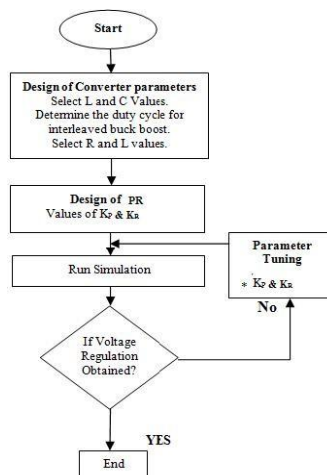 Start
Design of Converter parameters
Select L and C Values.
Determine the duty cycle for
interleaved buck boost.
Select R and L values.
Design of PR
Values of KP & KR
Parameter
Tuning
* KP & KR
Run Simulation
No
If Voltage
Regulation
Obtained?
YES
End